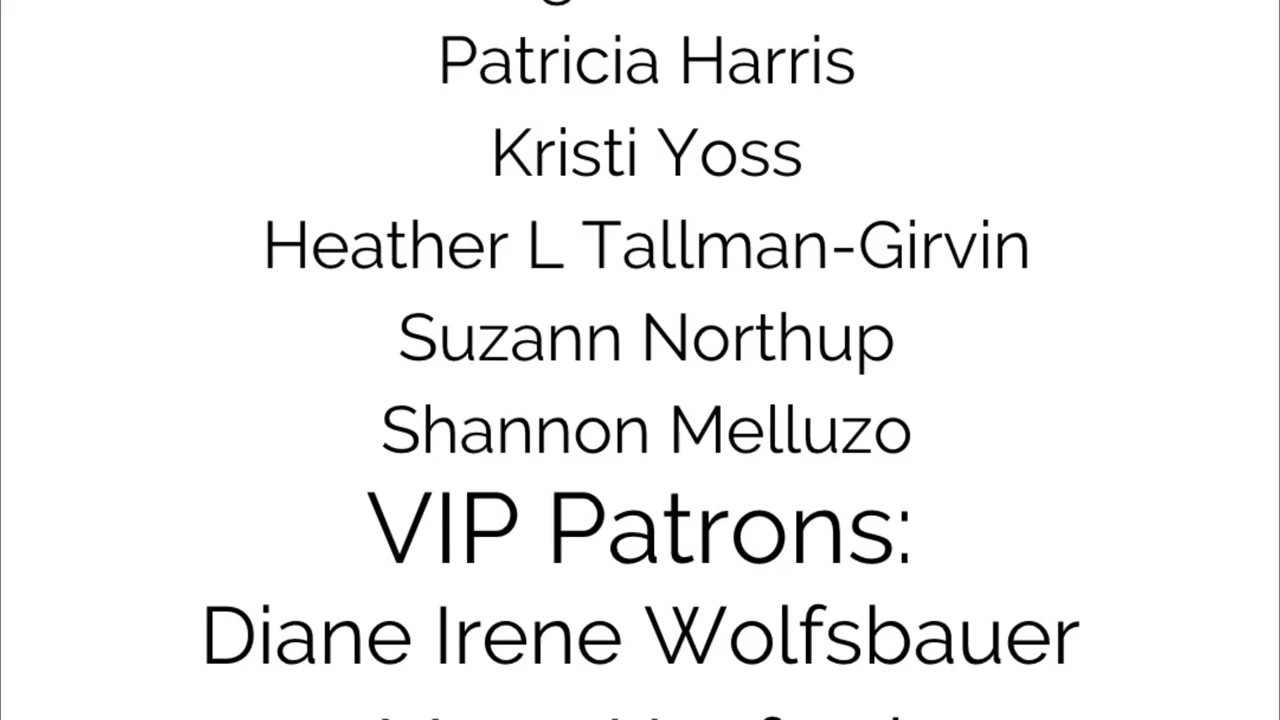 Patricia Harris
Kristi Yoss
Heather L Tallman-Girvin
Suzann Northup
Shannon Melluzo
VIP Patrons:
Diane Irene Wolfsbauer